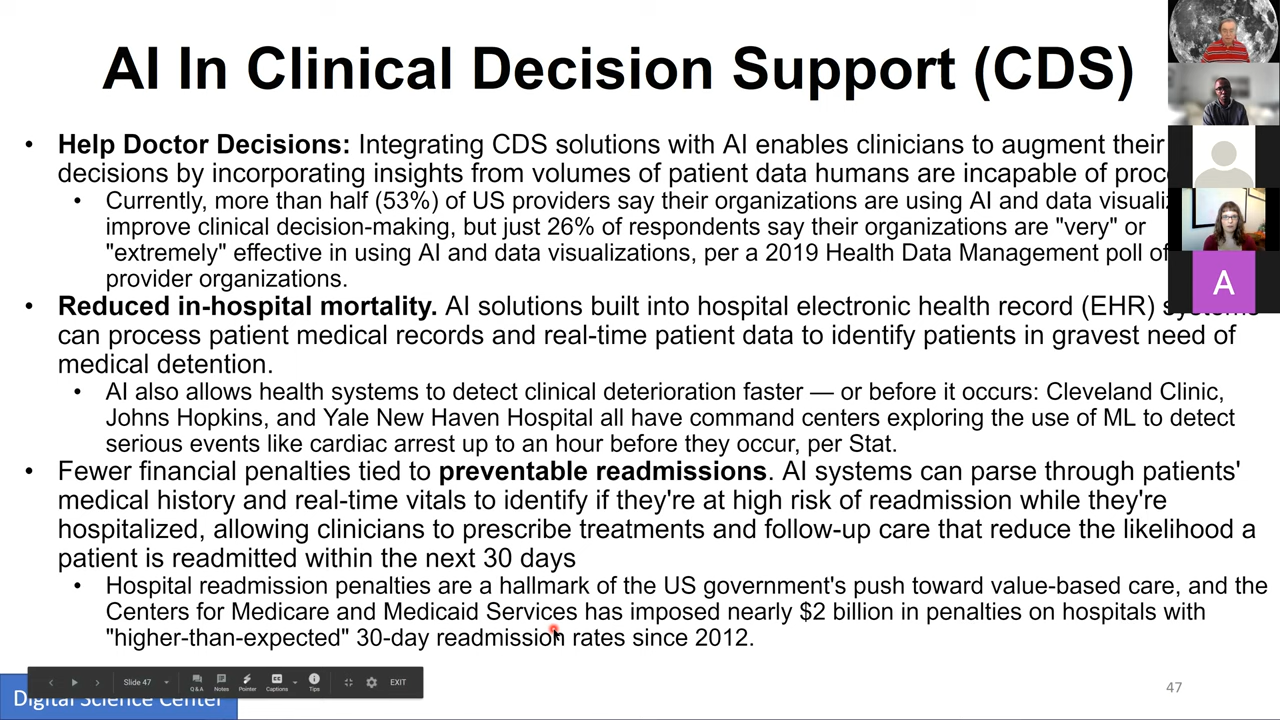 AI In Clinical Decision Support (CDS)
• Help Doctor Decisions: Integrating CDS solutions with AI enables clinicians to augment their
decisions by incorporating insights from volumes of patient data humans are incapable of
• Currently, more than half (53%) of US providers say their organizations are using AI and data
improve clinical decision-making, but just 26% of respondents say their organizations are "very" or
"extremely" effective in using AI and data visualizations, per a 2019 Health Data Management poll of
provider organizations.
• Reduced in-hospital mortality. AI solutions built into hospital electronic health record (EHR)
can process patient medical records and real-time patient data to identify patients in gravest need of
medical detention.
• AI also allows health systems to detect clinical deterioration faster — or before it occurs: Cleveland Clinic,
Johns Hopkins, and Yale New Haven Hospital all have command centers exploring the use of ML to detect
serious events like cardiac arrest up to an hour before they occur, per Stat.
• Fewer financial penalties tied to preventable readmissions. AI systems can parse through patients'
medical history and real-time vitals to identify if they're at high risk of readmission while they're
hospitalized, allowing clinicians to prescribe treatments and follow-up care that reduce the likelihood a
patient is readmitted within the next 30 days
• Hospital readmission penalties are a hallmark of the US government's push toward value-based care, and the
Centers for Medicare and Medicaid Services has imposed nearly $2 billion in penalties on hospitals with
"higher-than-expected" 30-day readmission rates since 2012.
A
Slide 47
Q&A Notes Pointer Captions Tips EXIT
Digital Science Center
47